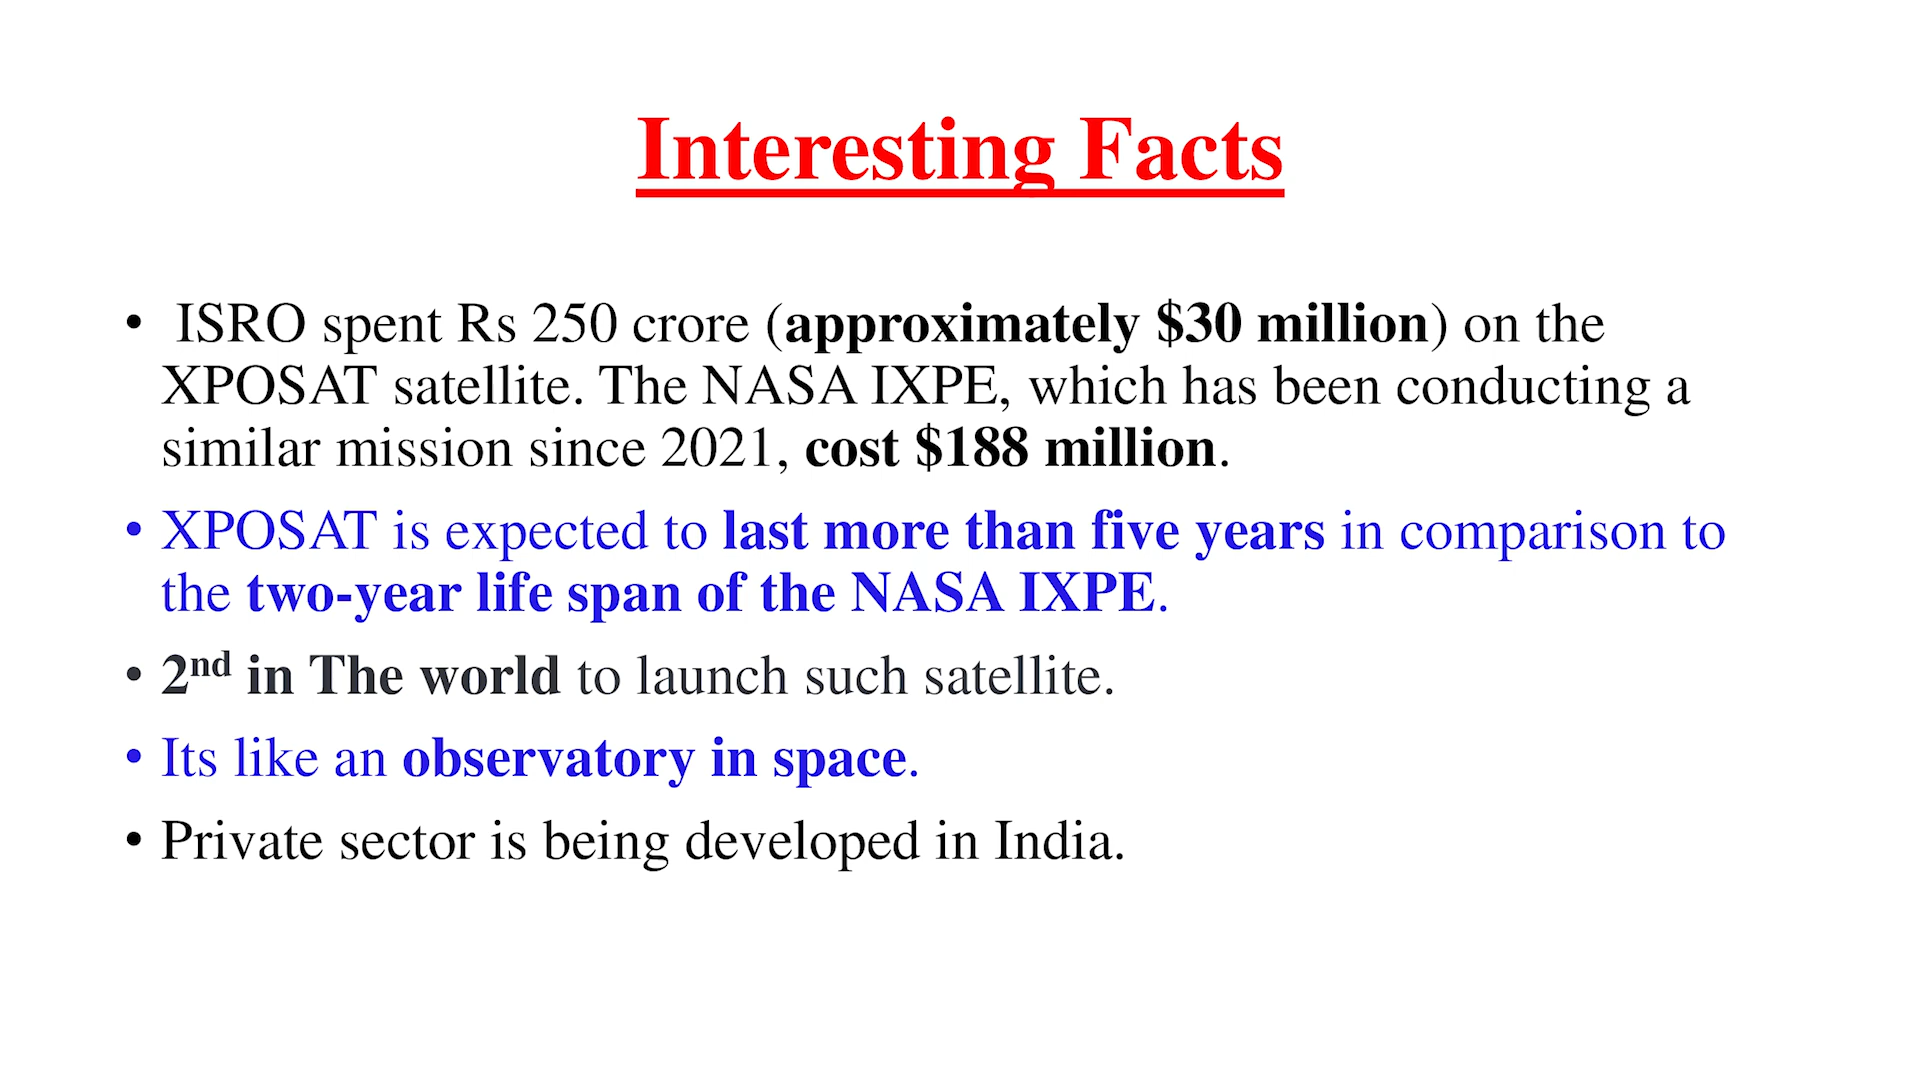 Interesting Facts
• ISRO spent Rs 250 crore (approximately $30 million) on the
XPOSAT satellite. The NASA IXPE, which has been conducting a
similar mission since 2021, cost $188 million.
• XPOSAT is expected to last more than five years in comparison to
the two-year life span of the NASA IXPE.
• 2nd in The world to launch such satellite.
• Its like an observatory in space.
• Private sector is being developed in India.